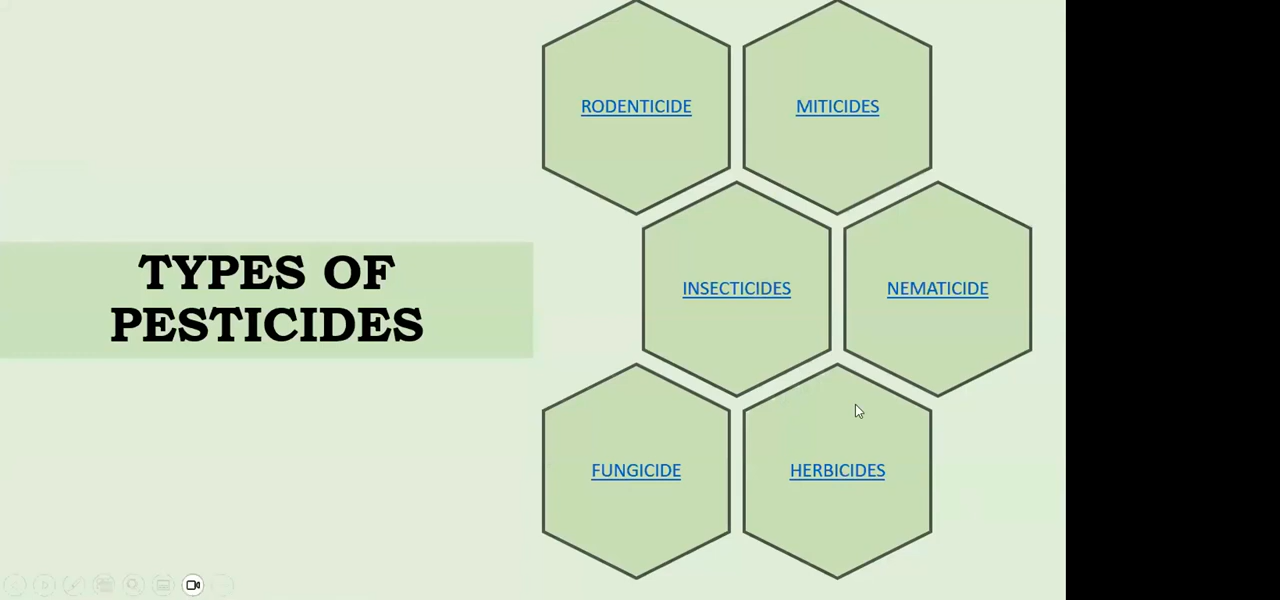 TYPES OF
PESTICIDES
RODENTICIDE
MITICIDES
INSECTICIDES
NEMATICIDE
FUNGICIDE
HERBICIDES